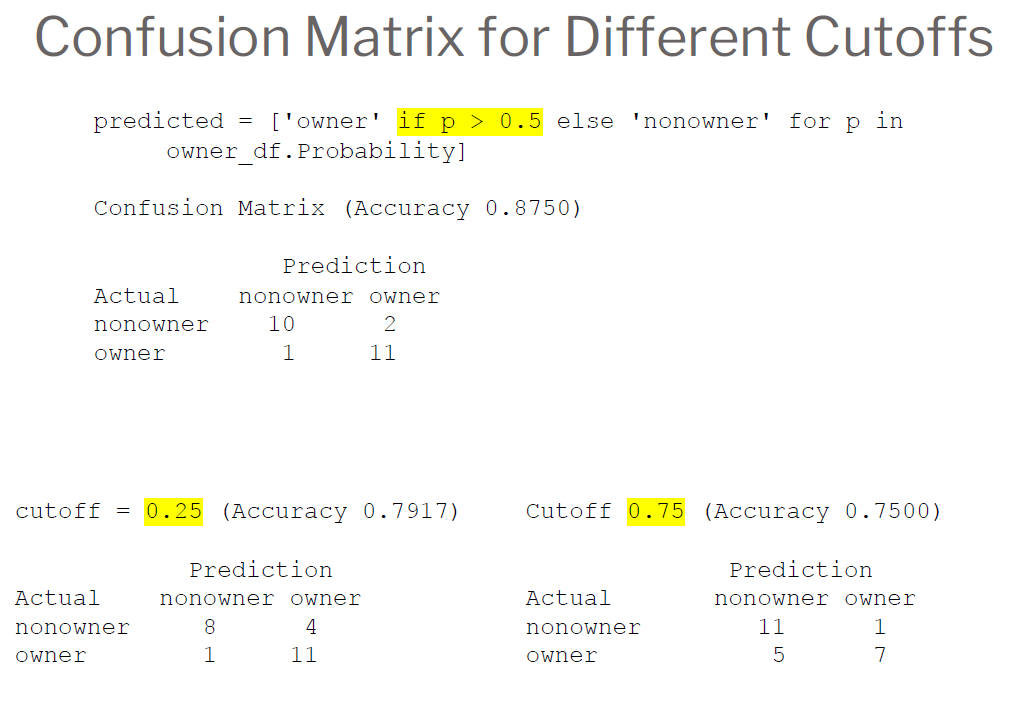 Confusion Matrix for Different Cutoffs
predicted = ['owner' if p > 0.5 else 'nonowner' for p in
owner_df.Probability]
Confusion Matrix (Accuracy 0.8750)
Prediction
Actual nonowner owner
nonowner 10 2
owner 1 11
cutoff = 0.25 (Accuracy 0.7917)
Prediction
Actual nonowner owner
nonowner 8 4
owner 1 11
Cutoff 0.75 (Accuracy 0.7500)
Prediction
Actual nonowner owner
nonowner 11 1
owner 5 7